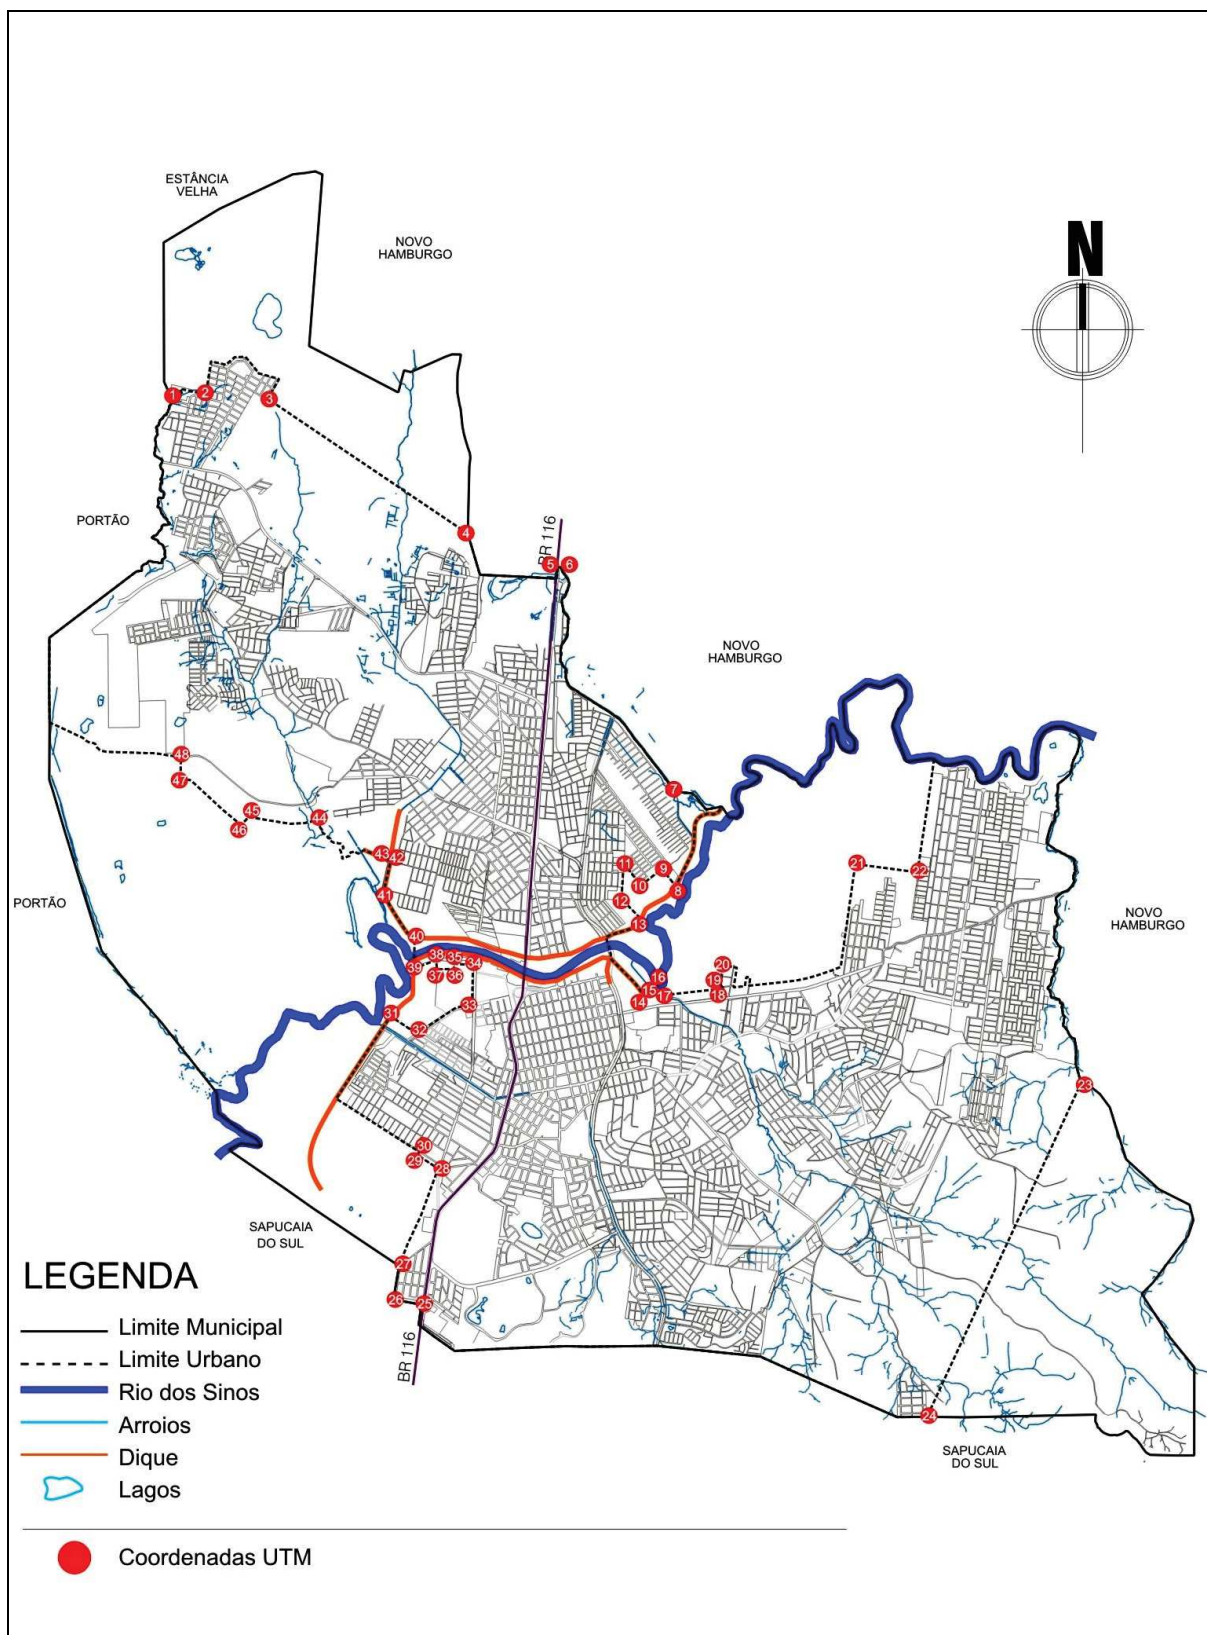 ESTÂNCIA
VELHA
NOVO
HAMBURGO
N
1
2
3
PORTÃO
4
BR 116
5
6
NOVO
HAMBURGO
48
47
7
45
46
44
43
42
11
9
10
8
21
22
41
12
PORTÃO
13
NOVO
HAMBURGO
40
38
35
34
39
37
36
20
16
19
15
17
18
14
33
31
32
23
30
29
28
SAPUCAIA
DO SUL
27
26
25
BR 116
24
SAPUCAIA
DO SUL
LEGENDA
Limite Municipal
Limite Urbano
Rio dos Sinos
Arroios
Dique
Lagos
Coordenadas UTM